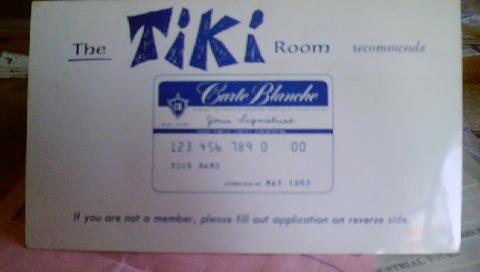 The TiKi Room recommends
Carte Blanche
Your Signature
123 456 789 0 00
YOUR NAME
MAY 1963
If you are not a member, please fill out application on reverse side.